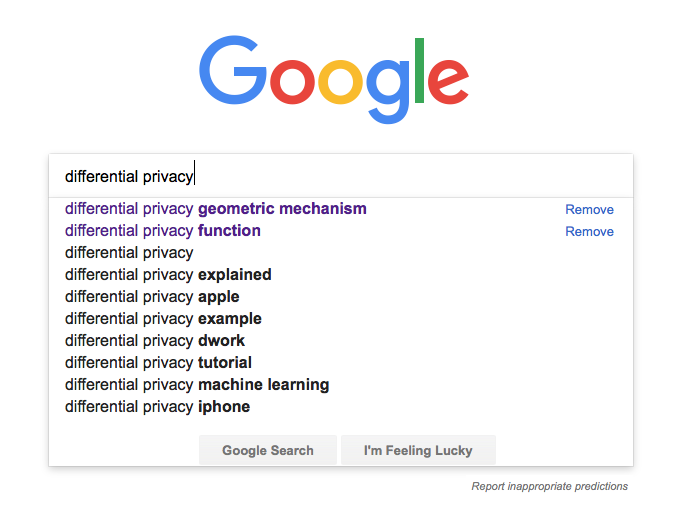 Google
differential privacy
differential privacy geometric mechanism Remove
differential privacy function Remove
differential privacy
differential privacy explained
differential privacy apple
differential privacy example
differential privacy dwork
differential privacy tutorial
differential privacy machine learning
differential privacy iphone
Google Search I'm Feeling Lucky
Report inappropriate predictions